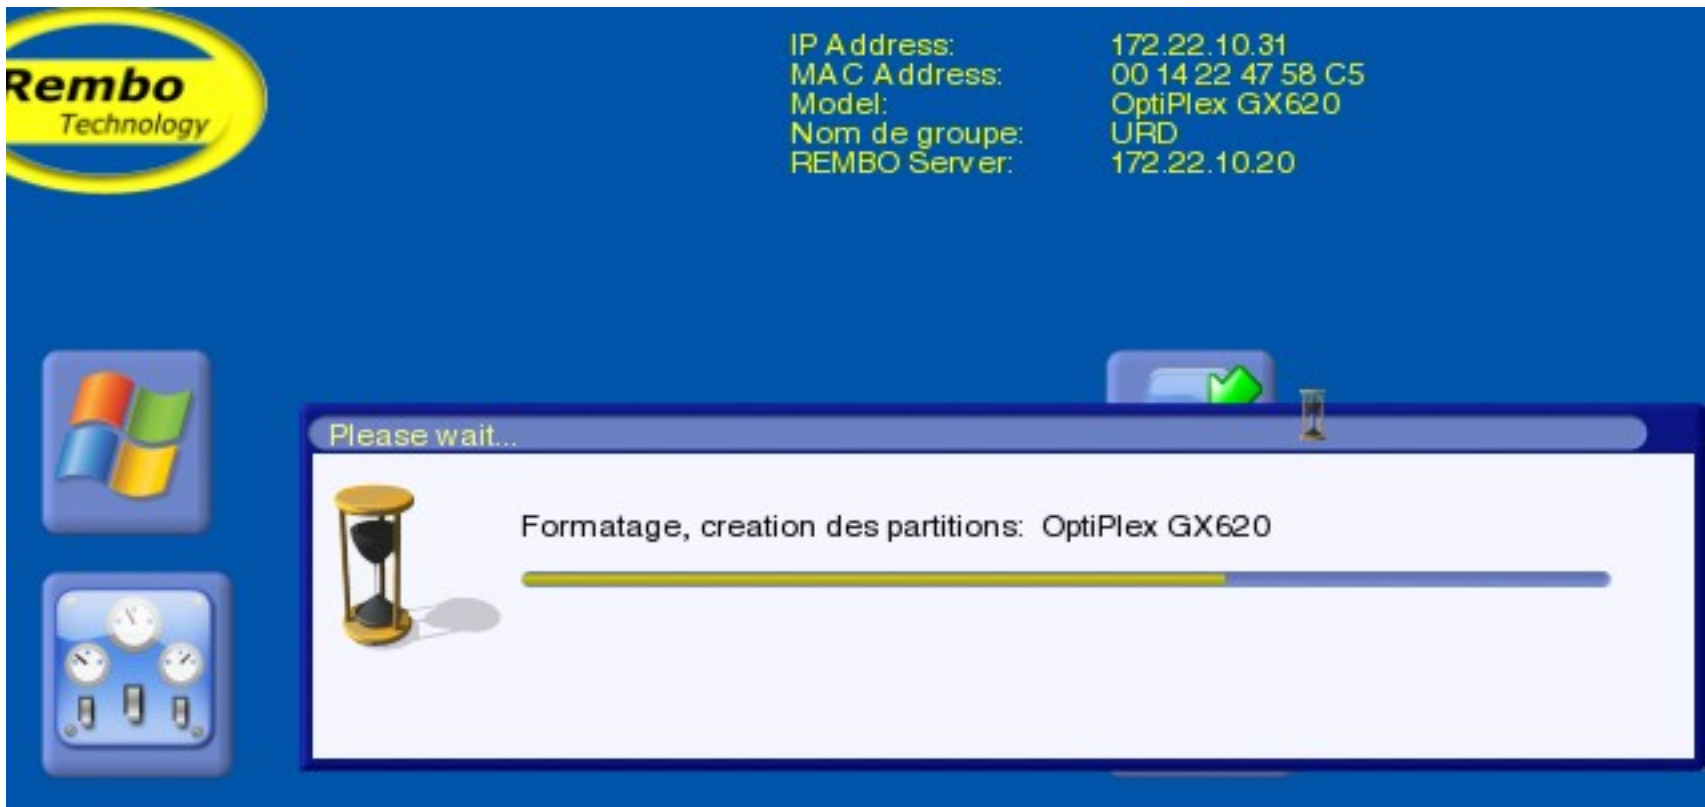 Rembo
Technology
IP Address: 172.22.10.31
MAC Address: 00 14 22 47 58 C5
Model: OptiPlex GX620
Nom de groupe: URD
REMBO Server: 172.22.10.20
Please wait...
Formatage, creation des partitions: OptiPlex GX620